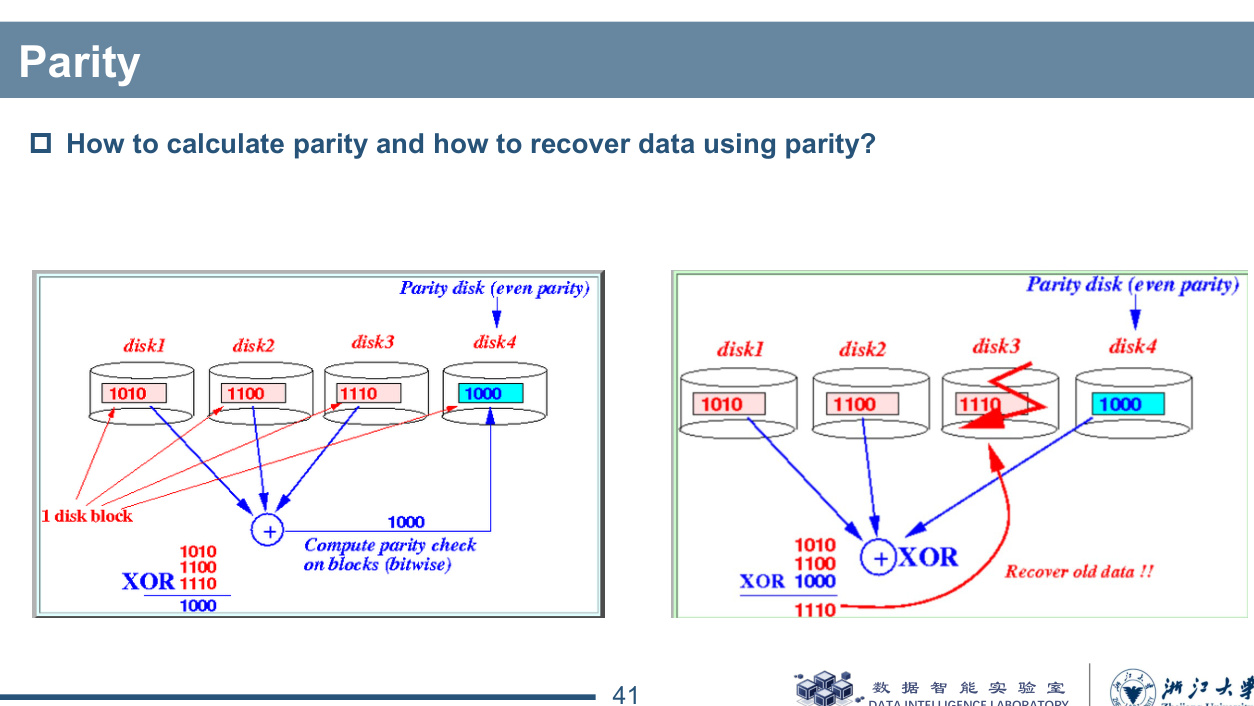 Parity
How to calculate parity and how to recover data using parity?
Parity disk (even parity)
disk1 disk2 disk3 disk4
1010 1100 1110 1000
1 disk block
1000
Compute parity check
on blocks (bitwise)
1010
1100
XOR 1110
1000
Parity disk (even parity)
disk1 disk2 disk3 disk4
1010 1100 1110 1000
+ XOR
1010
1100
XOR 1000
1110
Recover old data !!
41
数据智能实验室
DATA INTELLIGENCE LABORATORY
浙江大学